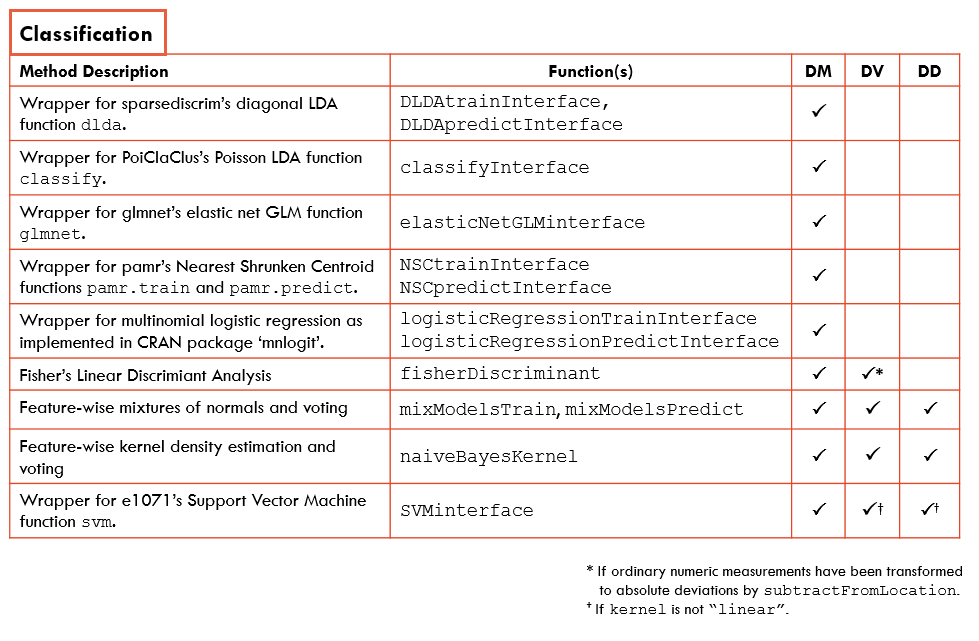 Classification
Method Description Function(s) DM DV DD
Wrapper for sparsediscrim's diagonal LDA
function dlda.
DLDAtrainInterface,
DLDApredictInterface
✓
Wrapper for PoiClaClus's Poisson LDA function
classify.
classifyInterface
✓
Wrapper for glmnet's elastic net GLM function
glmnet.
elasticNetGLMinterface
✓
Wrapper for pamr's Nearest Shrunken Centroid
functions pamr.train and pamr.predict.
NSCtrainInterface
NSCpredictInterface
✓
Wrapper for multinomial logistic regression as
implemented in CRAN package 'mnlogit'.
logisticRegressionTrainInterface
logisticRegressionPredictInterface
✓
Fisher's Linear Discrimiant Analysis fisherDiscriminant ✓ ✓*
Feature-wise mixtures of normals and voting mixModelsTrain, mixModelsPredict ✓ ✓ ✓
Feature-wise kernel density estimation and
voting
naiveBayesKernel
✓ ✓ ✓
Wrapper for e1071's Support Vector Machine
function svm.
SVMinterface
✓ ✓† ✓†
* If ordinary numeric measurements have been transformed
to absolute deviations by subtractFromLocation.
† If kernel is not "linear".